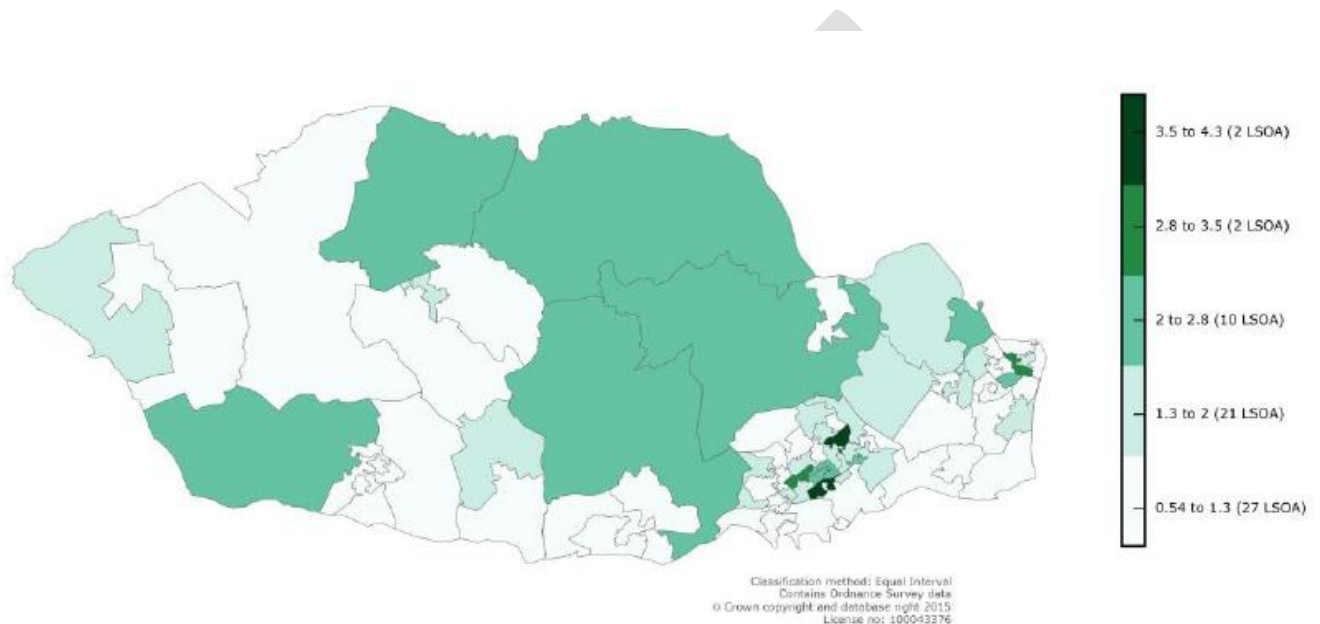 3.5 to 4.3 (2 LSOA)
2.8 to 3.5 (2 LSOA)
2 to 2.8 (10 LSOA)
1.3 to 2 (21 LSOA)
0.54 to 1.3 (27 LSOA)
Classification method: Equal Interval
Contains Ordnance Survey data
© Crown copyright and database right 2015
License no: 100043376